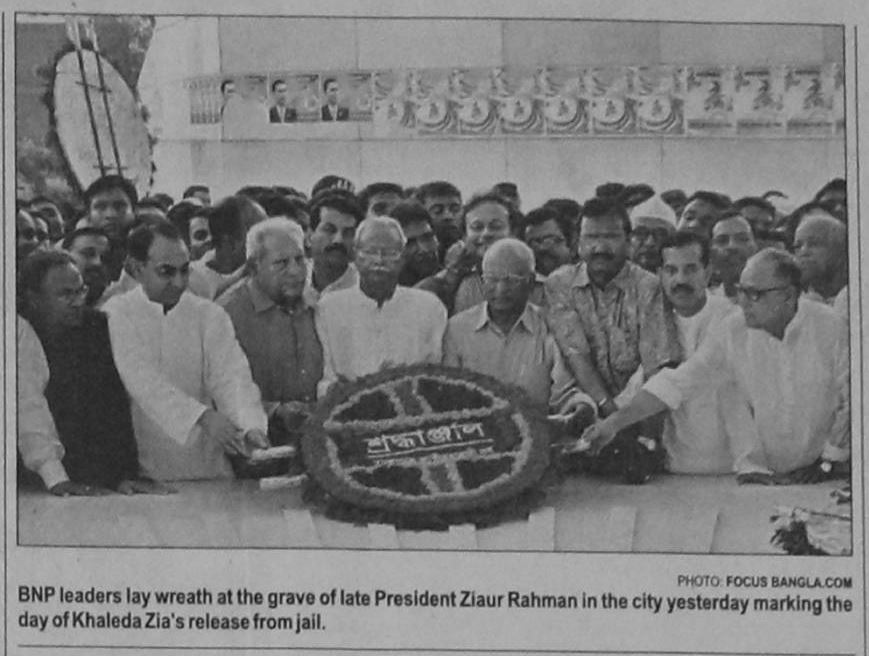 শ্রদ্ধাঞ্জলি
PHOTO: FOCUS BANGLA.COM
BNP leaders lay wreath at the grave of late President Ziaur Rahman in the city yesterday marking the
day of Khaleda Zia's release from jail.